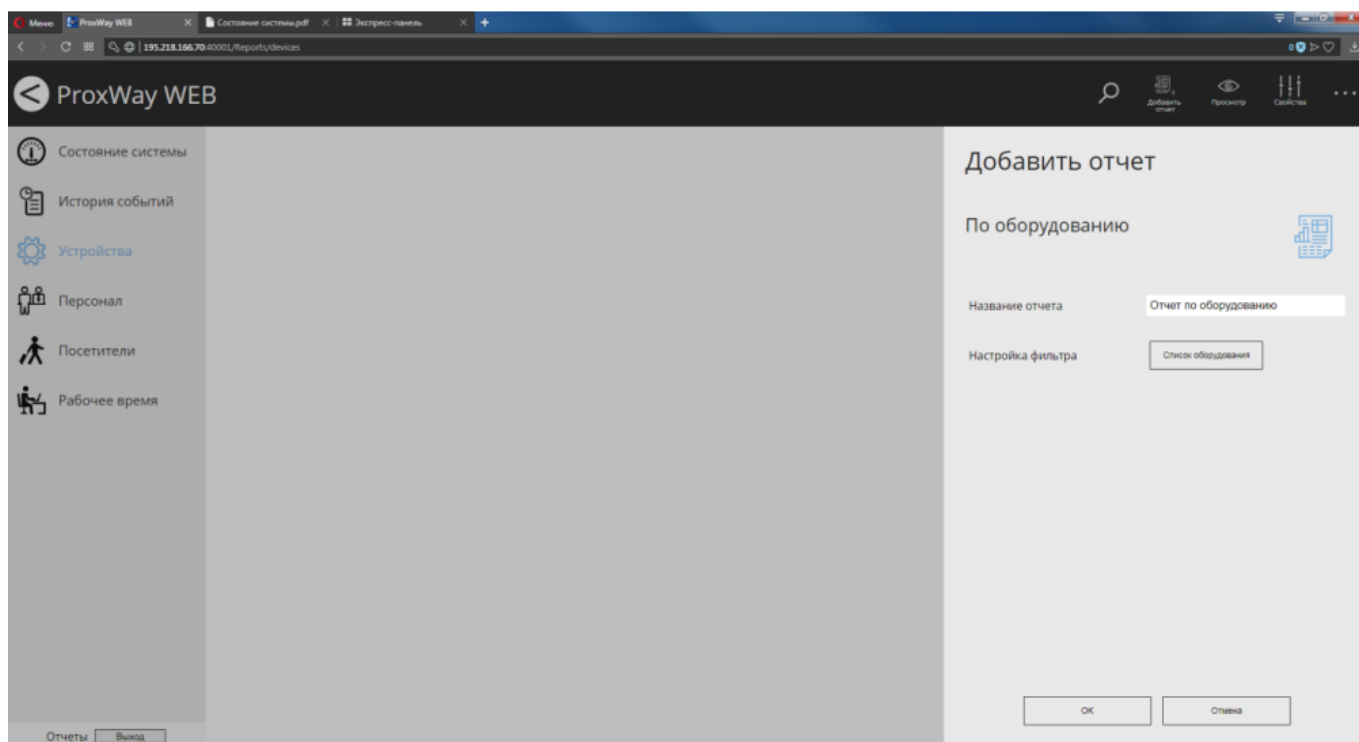 Меню ProxWay WEB Состояние системы.pdf Экспресс-панель
195.218.166.70:40001/Reports/devices 0
ProxWay WEB
Добавить отчет Просмотр Свойства
Состояние системы
История событий
Устройства
Персонал
Посетители
Рабочее время
Отчеты Выход
Добавить отчет
По оборудованию
Название отчета Отчет по оборудованию
Настройка фильтра Список оборудования
ОК Отмена